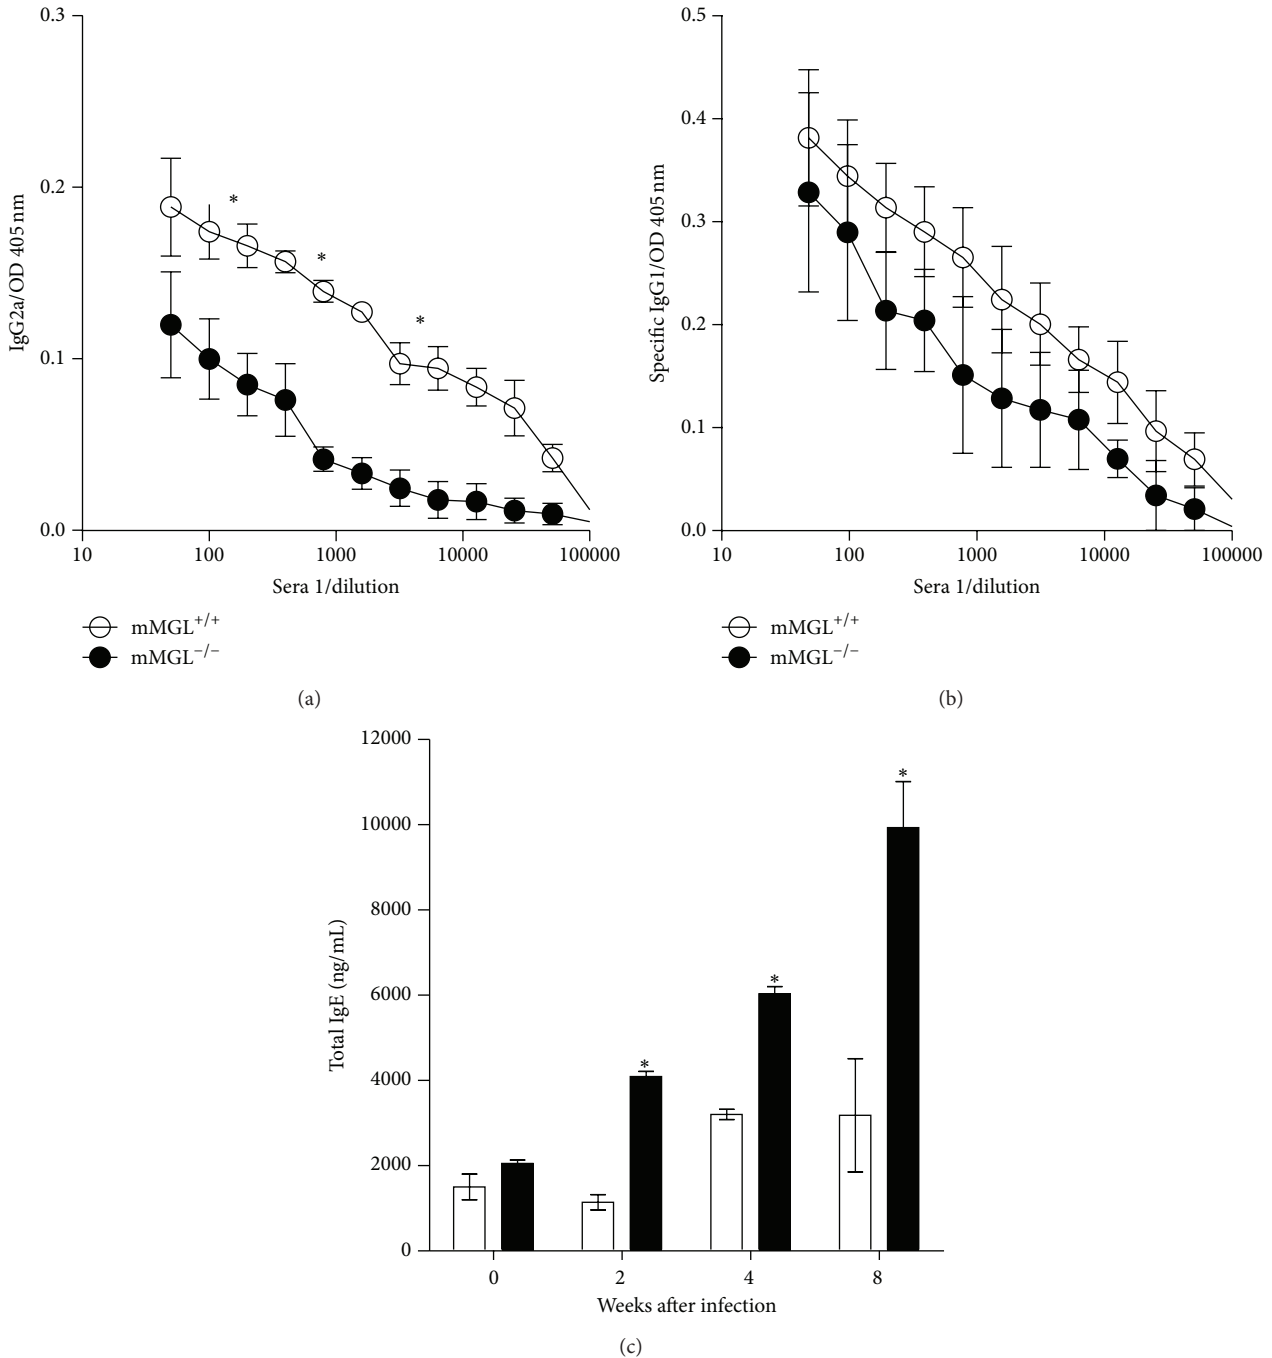 0.3
0.2
0.1
0.0
IgG2a/OD 405 nm
*
*
*
10 100 1000 10000 100000
Sera 1/dilution
mMGL+/+
mMGL−/−
(a)
0.5
0.4
0.3
0.2
0.1
0.0
Specific IgG1/OD 405 nm
10 100 1000 10000 100000
Sera 1/dilution
mMGL+/+
mMGL−/−
(b)
12000
10000
8000
6000
4000
2000
0
Total IgE (ng/mL)
*
*
*
0 2 4 8
Weeks after infection
(c)